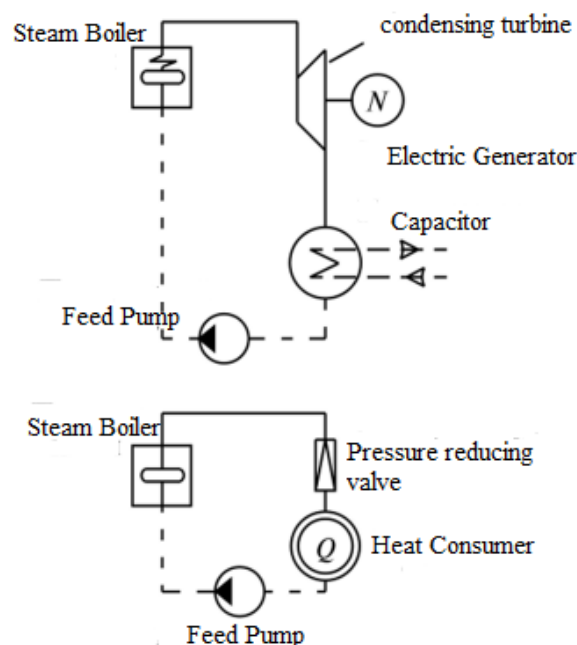 condensing turbine
Steam Boiler
N
Electric Generator
Capacitor
Feed Pump
Steam Boiler
Pressure reducing
valve
Q
Heat Consumer
Feed Pump